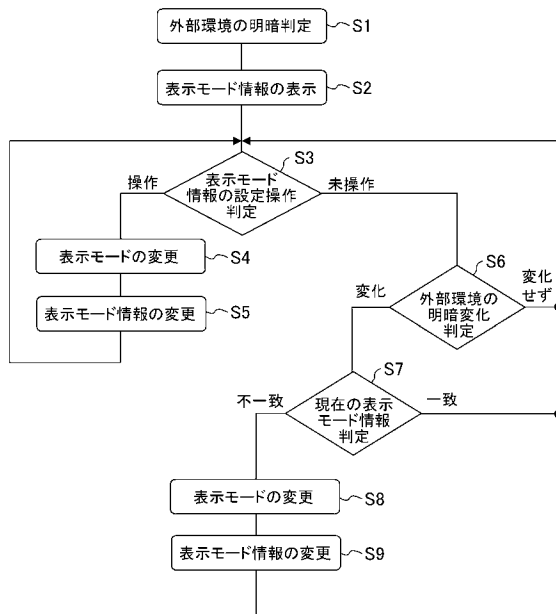 外部環境の明暗判定
S1
表示モード情報の表示
S2
S3
表示モード
情報の設定操作
判定
操作
未操作
表示モードの変更
S4
表示モード情報の変更
S5
S6
外部環境の
明暗変化
判定
変化
変化
せず
S7
現在の表示
モード情報
判定
不一致
一致
表示モードの変更
S8
表示モード情報の変更
S9